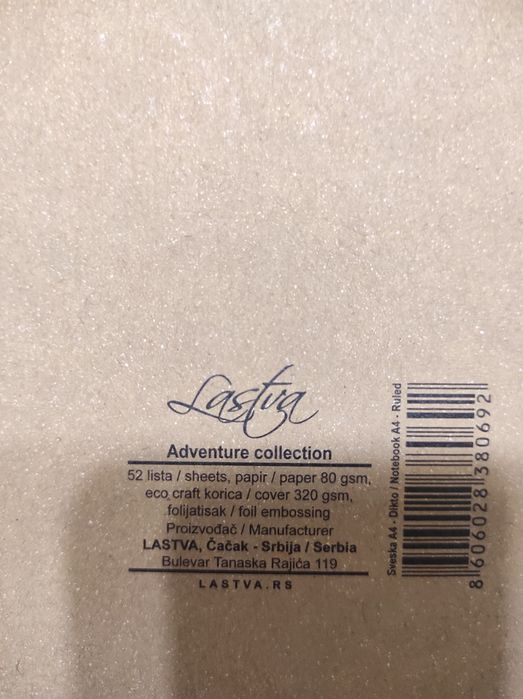 Lastva
Adventure collection
52 lista / sheets, papir / paper 80 gsm,
eco craft korica / cover 320 gsm,
folijatisak / foil embossing
Proizvođač / Manufacturer
LASTVA, Čačak - Srbija / Serbia
Bulevar Tanaska Rajića 119
LASTVA.RS
Sveska A4 - Dikto / Notebook A4 - Ruled
8606028380692